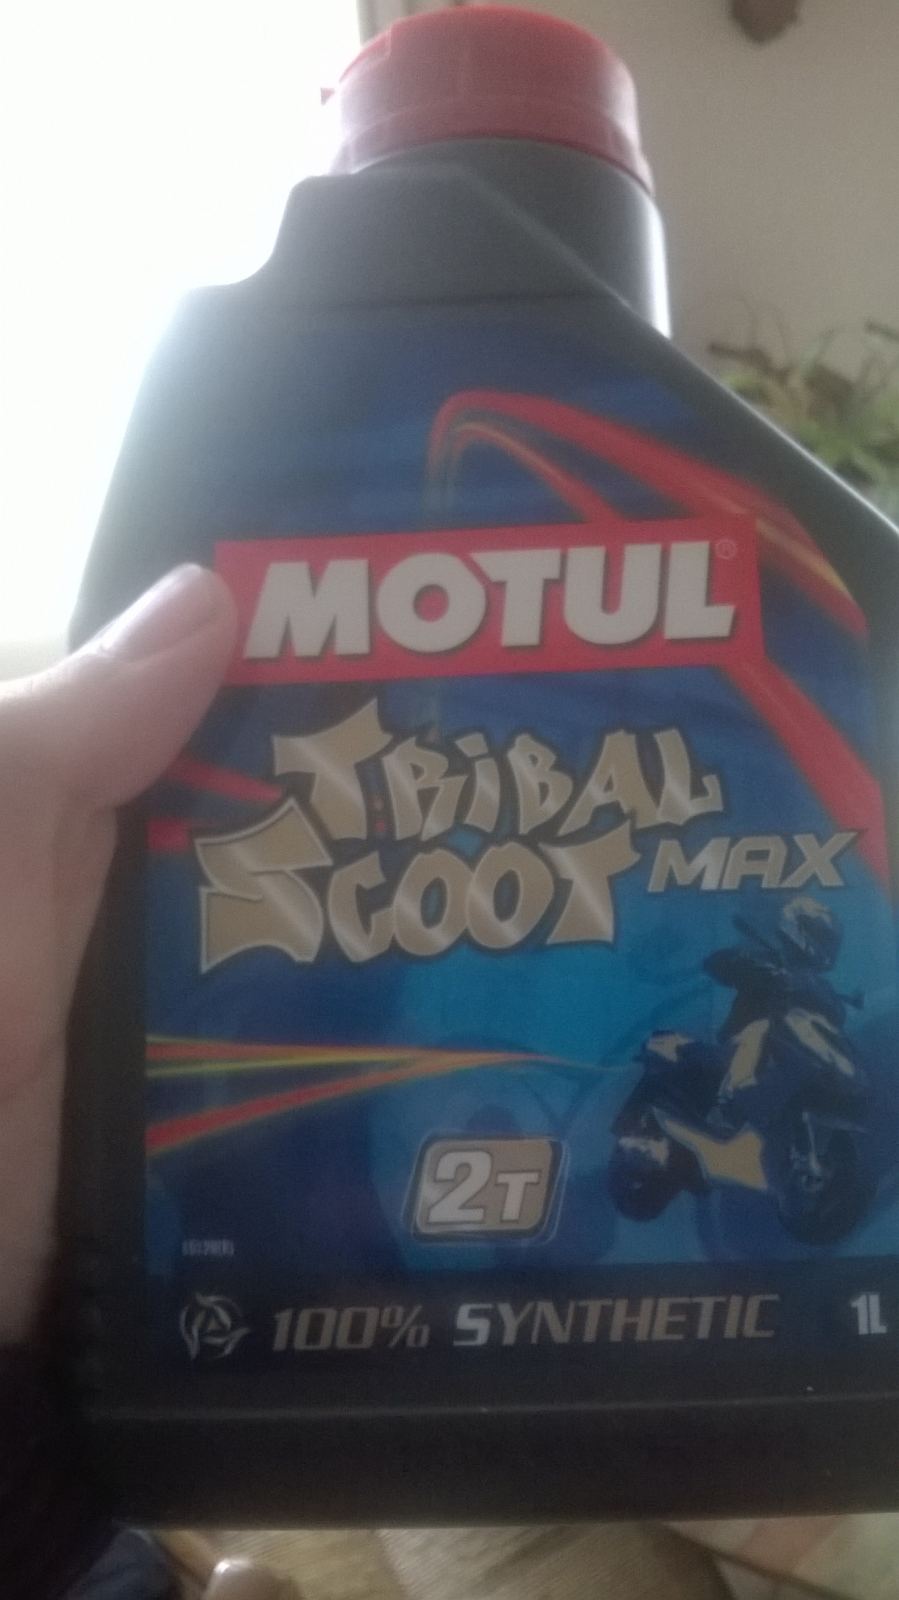 MOTUL®
TRiBAL
SCOOT MAX
2T
100% SYNTHETIC 1L